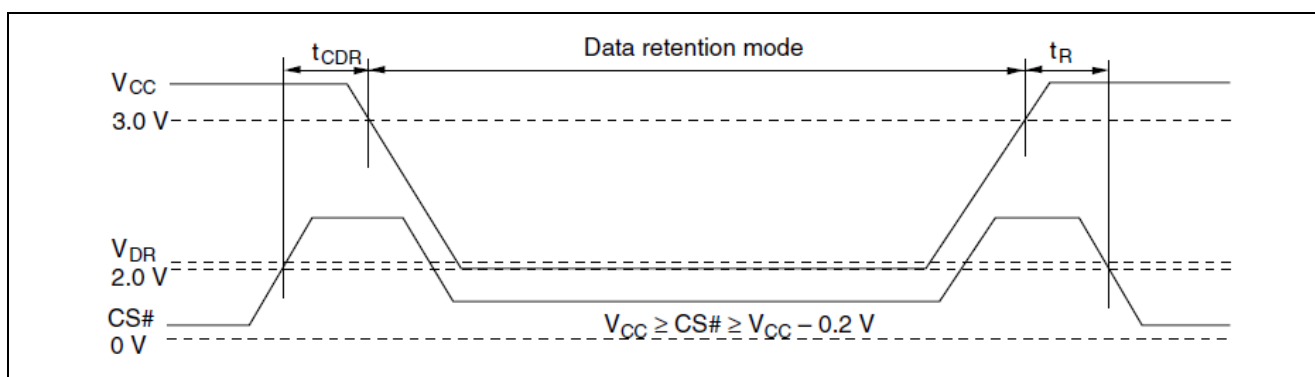 tCDR
Data retention mode
tR
VCC
3.0 V
VDR
2.0 V
CS#
0 V
VCC ≥ CS# ≥ VCC – 0.2 V